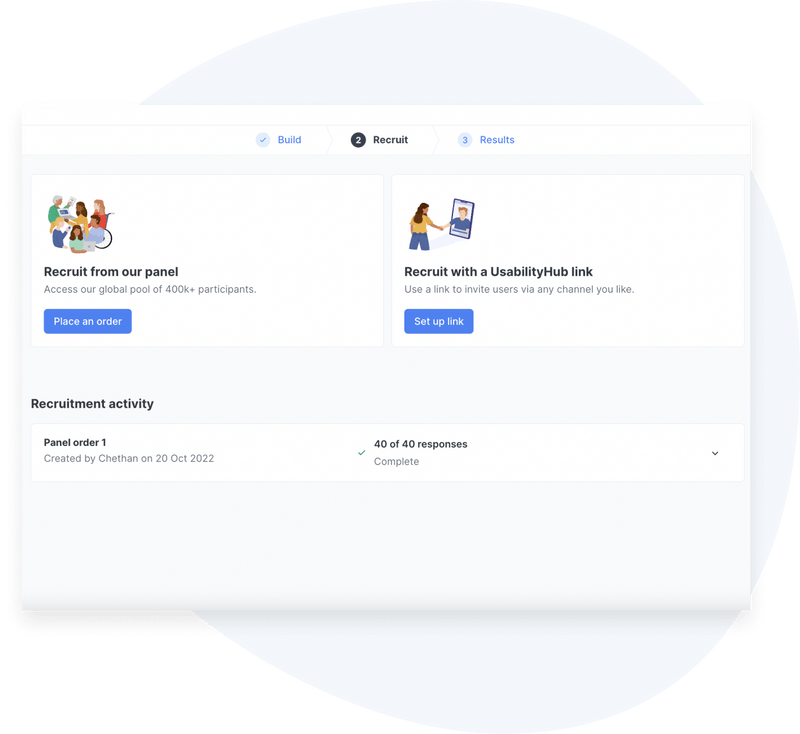 Build
2 Recruit
3 Results
Recruit from our panel
Access our global pool of 400k+ participants.
Place an order
Recruit with a UsabilityHub link
Use a link to invite users via any channel you like.
Set up link
Recruitment activity
Panel order 1
Created by Chethan on 20 Oct 2022
40 of 40 responses
Complete